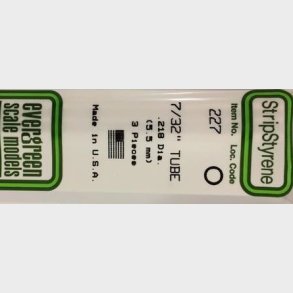 StripStyrene
Item No. Loc. Code
227
7/32" TUBE
.218 Dia.
(5.5 mm)
3 Pieces
Made in U.S.A.
evergreen
scale models